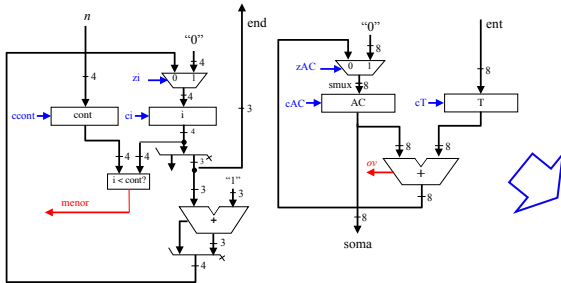 n
end
"0"
4
4
zi
0 1
4
ccont
cont
ci
i
4
4
4
3
i < cont?
menor
3
"1"
3
3
+
3
4
ent
"0"
8
zAC
0 1
smux
8
8
cAC
AC
cT
T
8
8
ov
+
8
8
soma